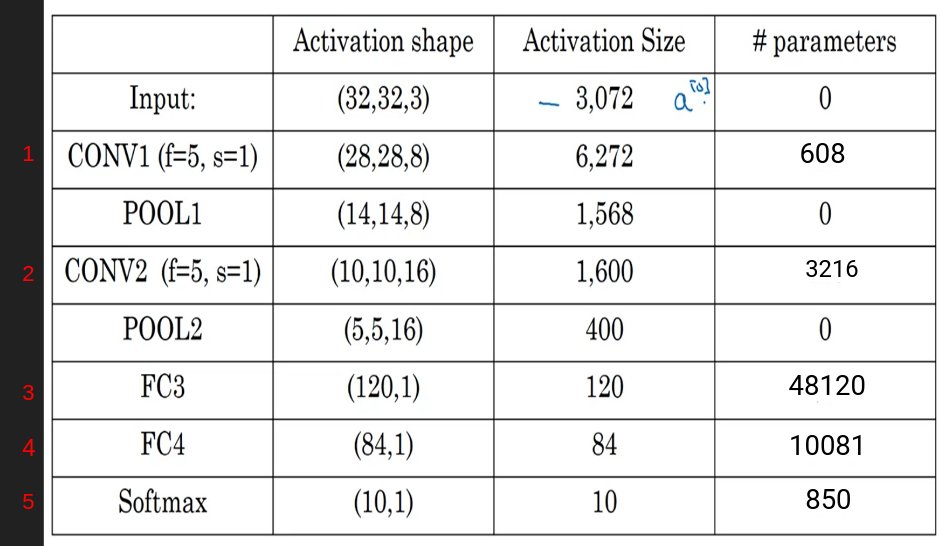 Activation shape Activation Size # parameters
Input: (32,32,3) – 3,072 a[0] 0
1 CONV1 (f=5, s=1) (28,28,8) 6,272 608
POOL1 (14,14,8) 1,568 0
2 CONV2 (f=5, s=1) (10,10,16) 1,600 3216
POOL2 (5,5,16) 400 0
3 FC3 (120,1) 120 48120
4 FC4 (84,1) 84 10081
5 Softmax (10,1) 10 850